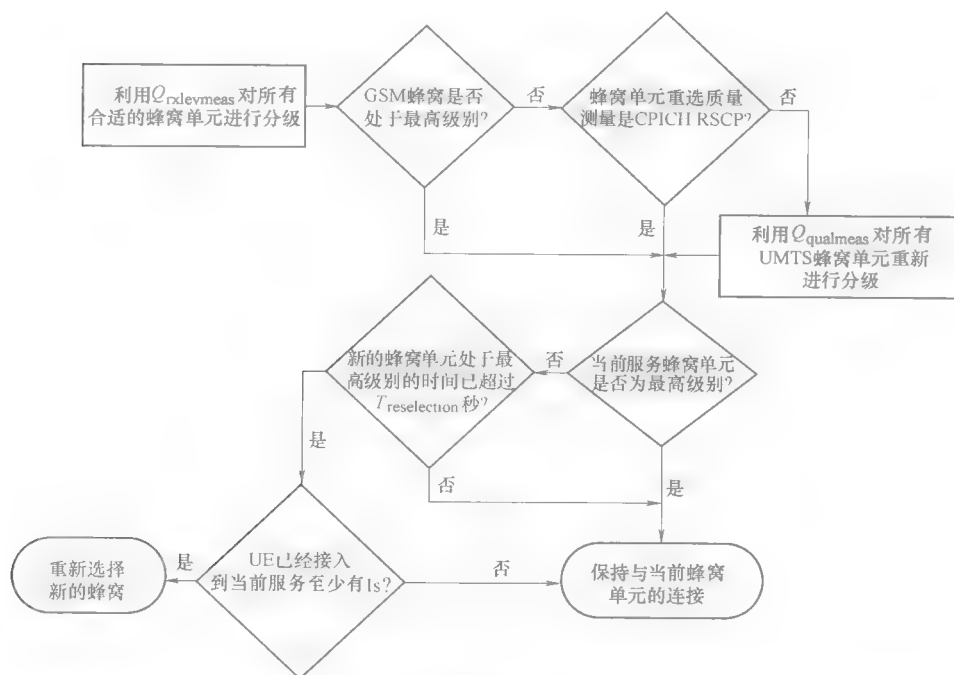 利用Qrxlevmeas对所有
合适的蜂窝单元进行分级
GSM蜂窝是否
处于最高级别?
否
蜂窝单元重选质量
测量是CPICH RSCP?
否
是
是
利用Qqualmeas对所有
UMTS蜂窝单元重新
进行分级
新的蜂窝单元处于最
高级别的时间已超过
Treselection秒?
否
当前服务蜂窝单元
是否为最高级别?
是
否
是
UE已经接入
到当前服务至少有1s?
是
重新选择
新的蜂窝
否
保持与当前蜂窝
单元的连接